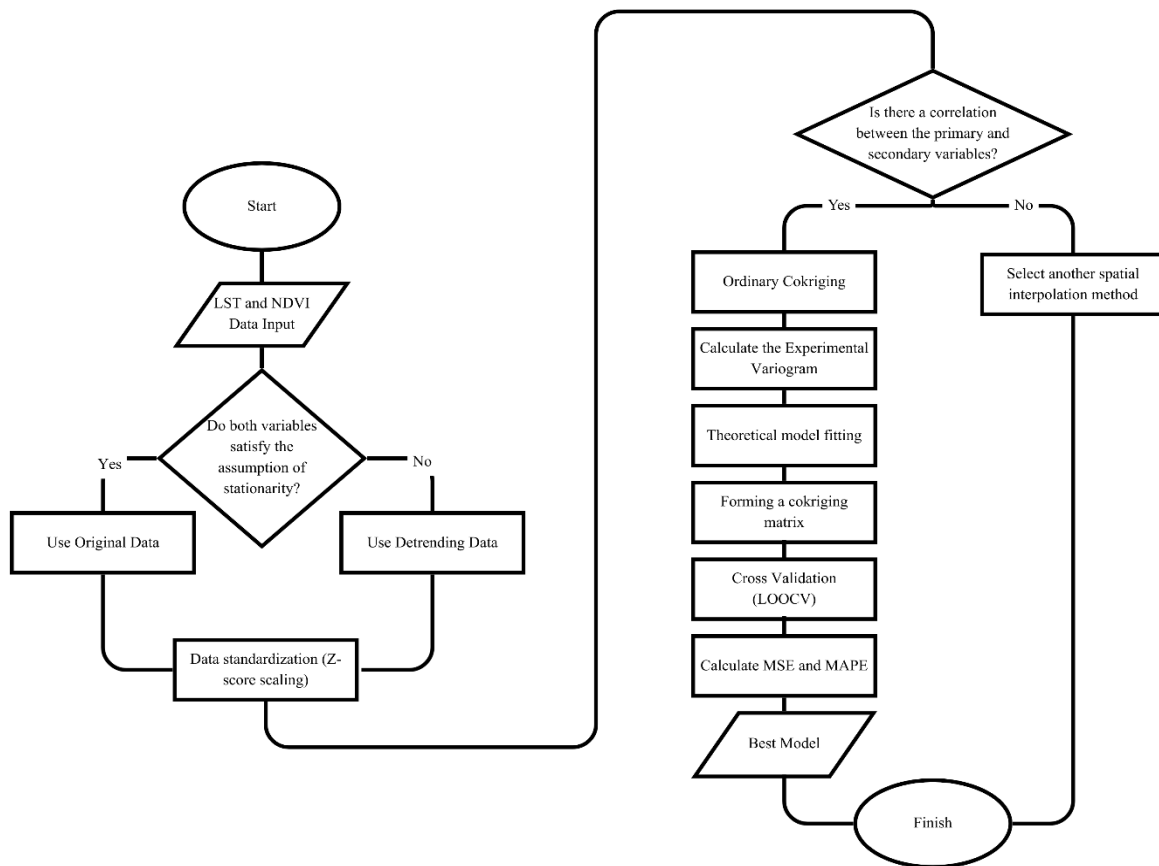 Start
LST and NDVI
Data Input
Do both variables
satisfy the
assumption of
stationarity?
Yes
No
Use Original Data
Use Detrending Data
Data standardization (Z-
score scaling)
Is there a correlation
between the primary and
secondary variables?
Yes
No
Ordinary Cokriging
Calculate the Experimental
Variogram
Theoretical model fitting
Forming a cokriging
matrix
Cross Validation
(LOOCV)
Calculate MSE and MAPE
Best Model
Select another spatial
interpolation method
Finish